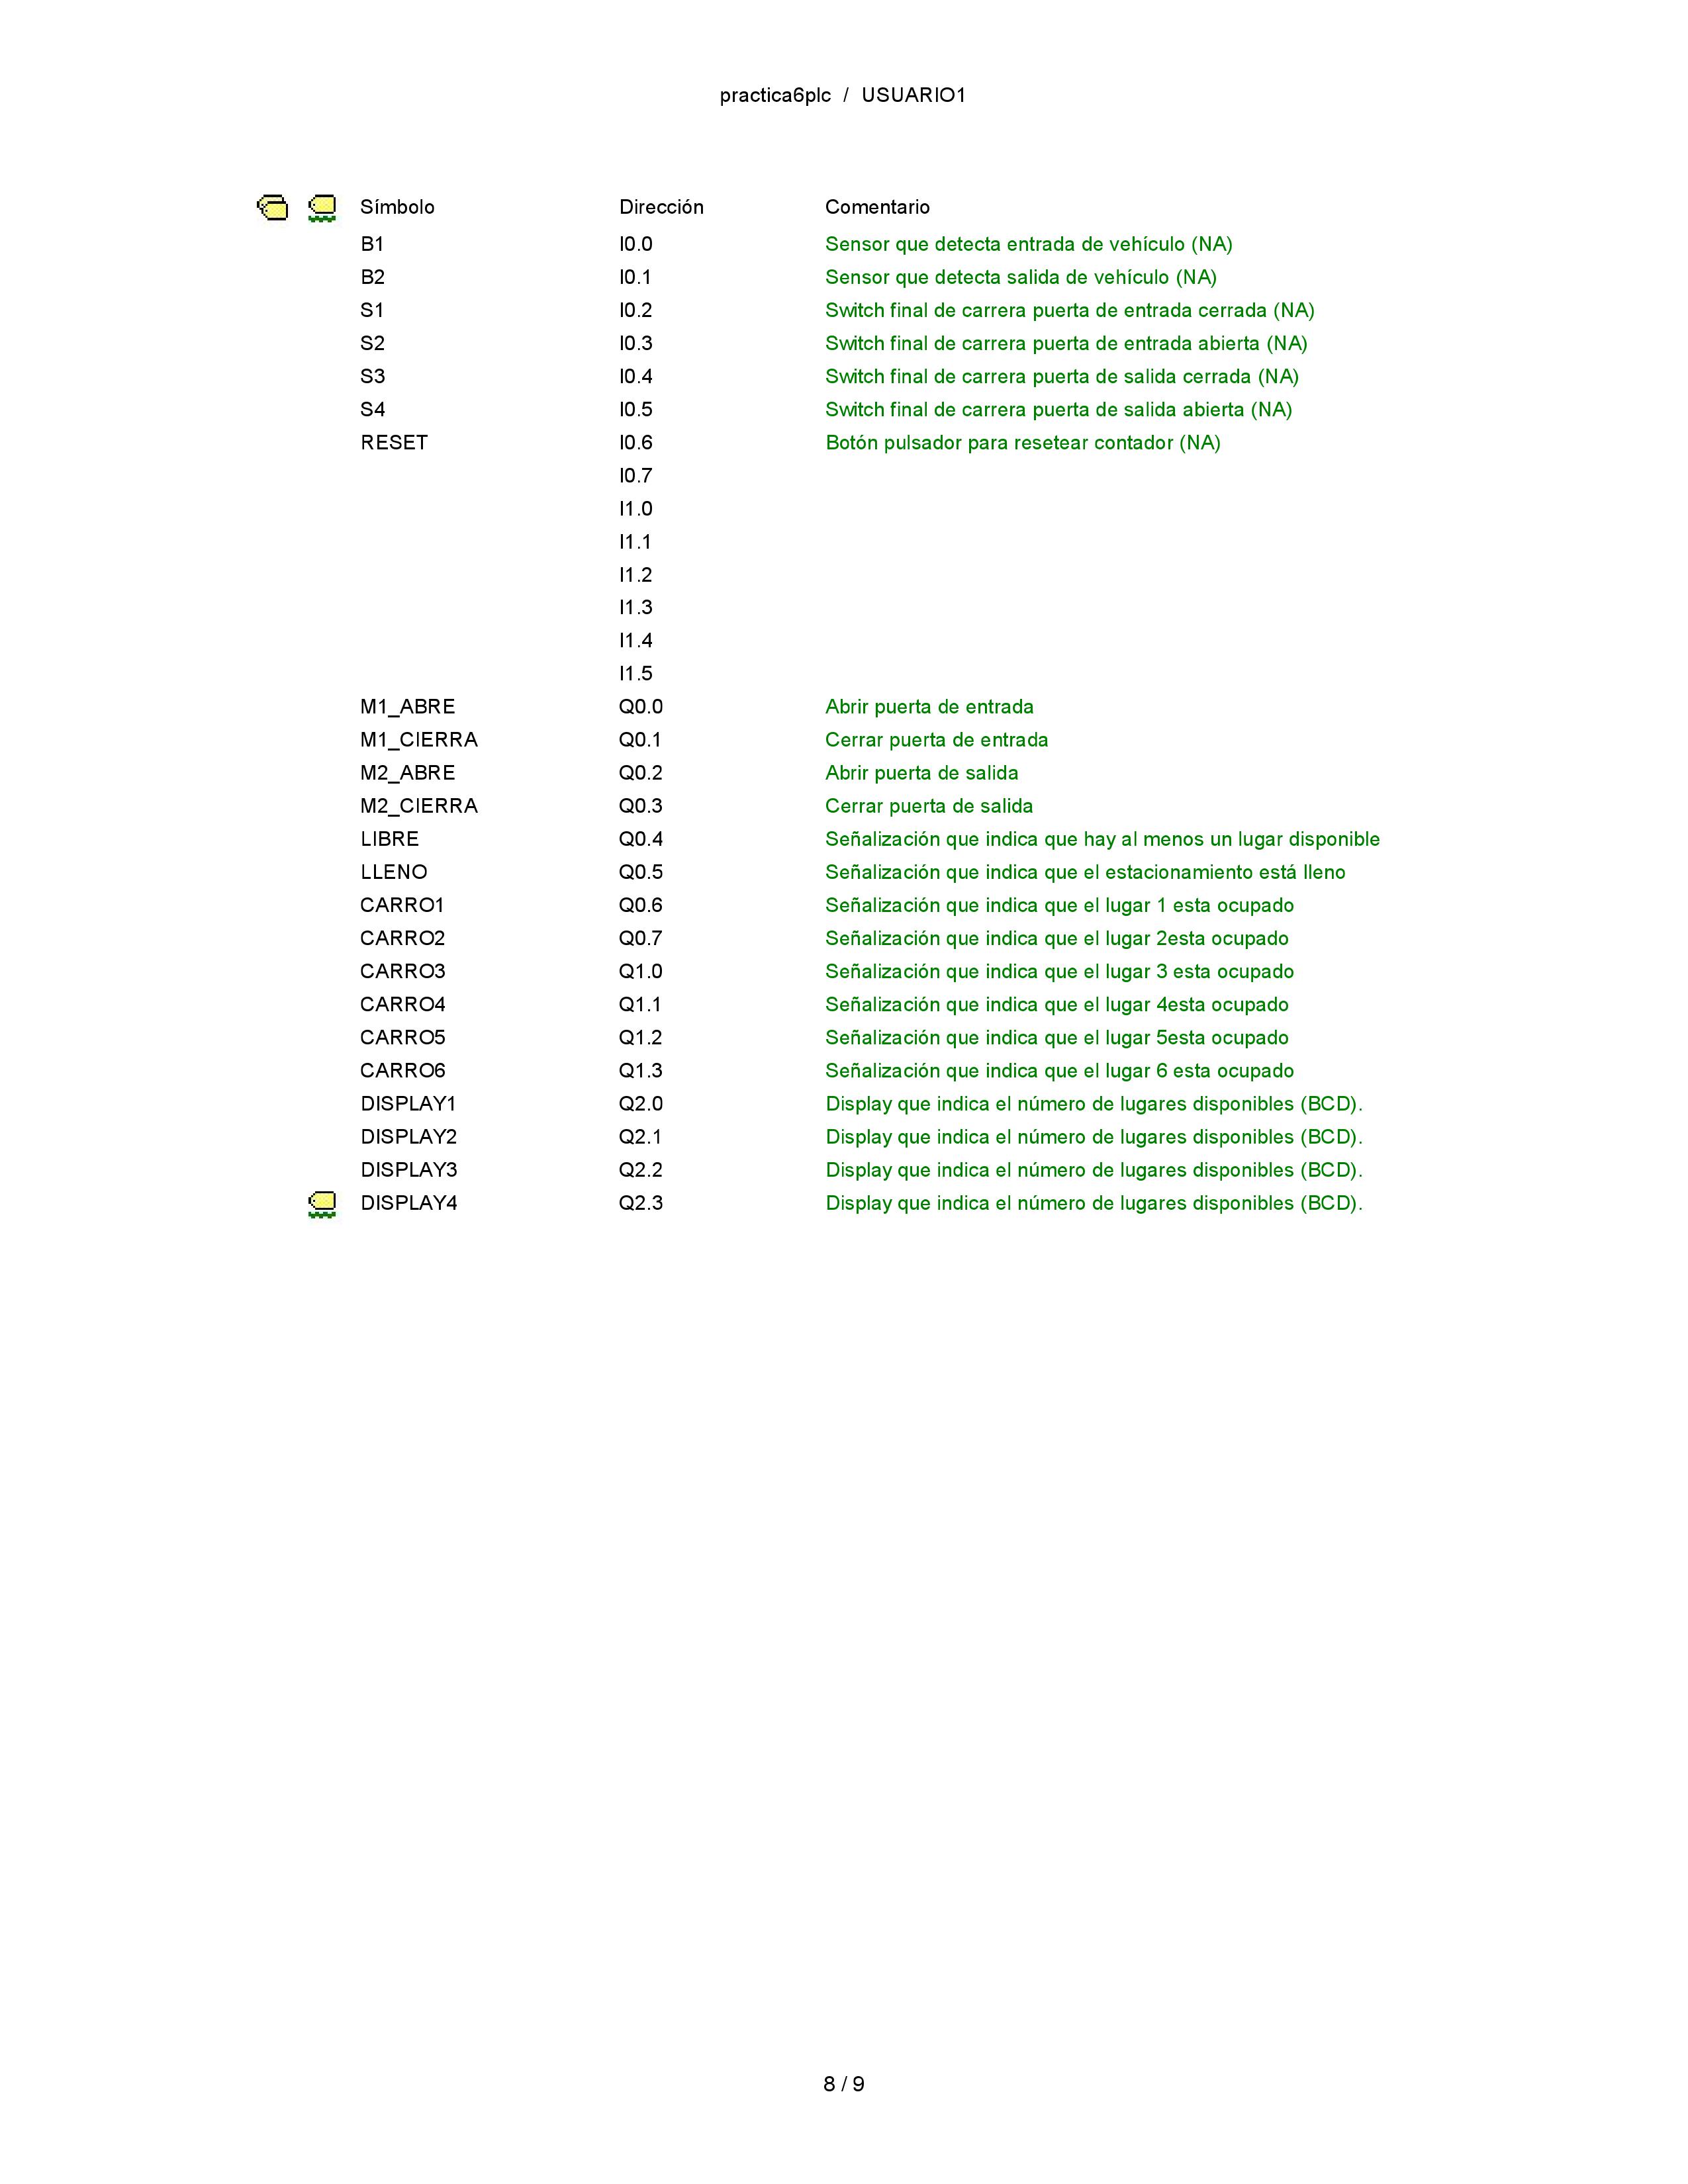 practica6plc / USUARIO1
Símbolo Dirección Comentario
B1 I0.0 Sensor que detecta entrada de vehículo (NA)
B2 I0.1 Sensor que detecta salida de vehículo (NA)
S1 I0.2 Switch final de carrera puerta de entrada cerrada (NA)
S2 I0.3 Switch final de carrera puerta de entrada abierta (NA)
S3 I0.4 Switch final de carrera puerta de salida cerrada (NA)
S4 I0.5 Switch final de carrera puerta de salida abierta (NA)
RESET I0.6 Botón pulsador para resetear contador (NA)
I0.7
I1.0
I1.1
I1.2
I1.3
I1.4
I1.5
M1_ABRE Q0.0 Abrir puerta de entrada
M1_CIERRA Q0.1 Cerrar puerta de entrada
M2_ABRE Q0.2 Abrir puerta de salida
M2_CIERRA Q0.3 Cerrar puerta de salida
LIBRE Q0.4 Señalización que indica que hay al menos un lugar disponible
LLENO Q0.5 Señalización que indica que el estacionamiento está lleno
CARRO1 Q0.6 Señalización que indica que el lugar 1 esta ocupado
CARRO2 Q0.7 Señalización que indica que el lugar 2esta ocupado
CARRO3 Q1.0 Señalización que indica que el lugar 3 esta ocupado
CARRO4 Q1.1 Señalización que indica que el lugar 4esta ocupado
CARRO5 Q1.2 Señalización que indica que el lugar 5esta ocupado
CARRO6 Q1.3 Señalización que indica que el lugar 6 esta ocupado
DISPLAY1 Q2.0 Display que indica el número de lugares disponibles (BCD).
DISPLAY2 Q2.1 Display que indica el número de lugares disponibles (BCD).
DISPLAY3 Q2.2 Display que indica el número de lugares disponibles (BCD).
DISPLAY4 Q2.3 Display que indica el número de lugares disponibles (BCD).
8 / 9